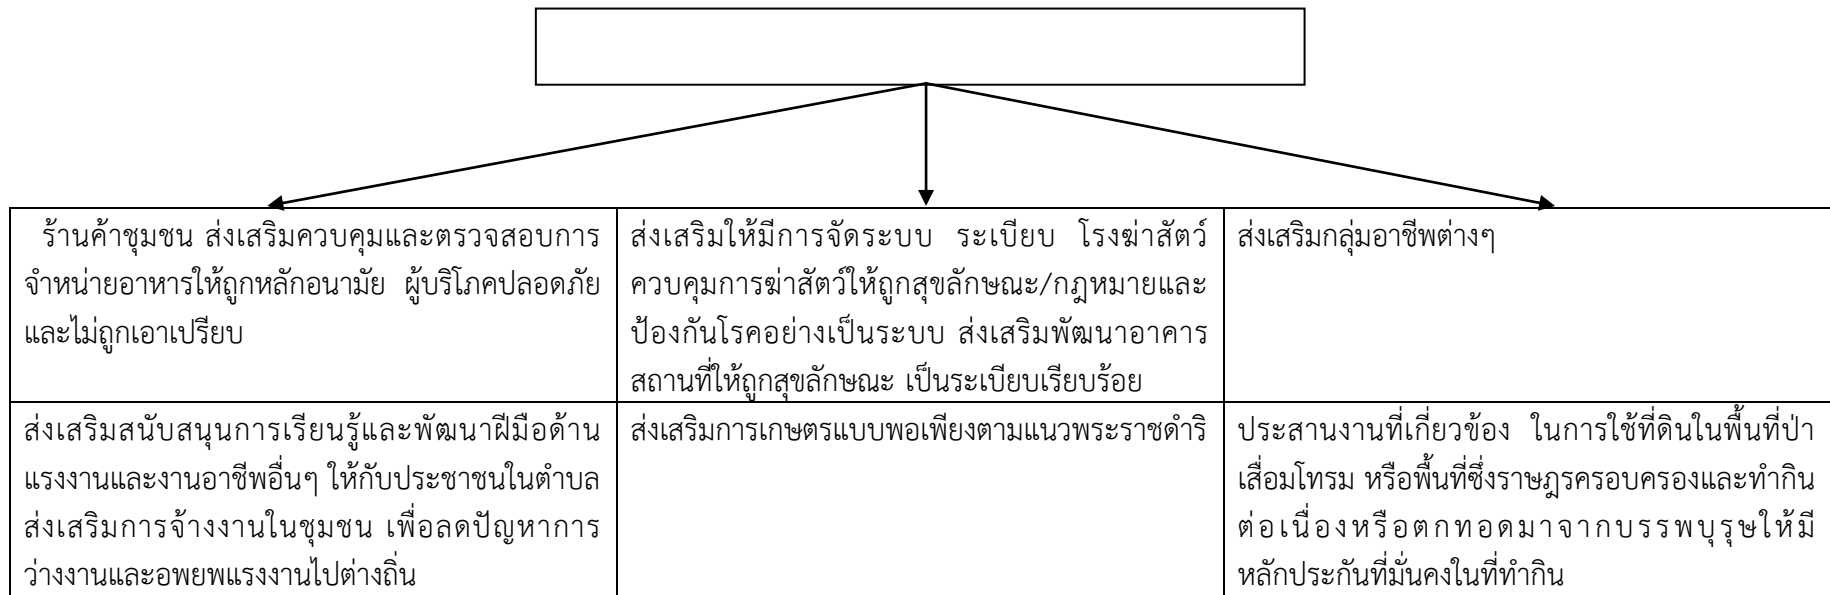 ร้านค้าชุมชน ส่งเสริมควบคุมและตรวจสอบการ
จำหน่ายอาหารให้ถูกหลักอนามัย ผู้บริโภคปลอดภัย
และไม่ถูกเอาเปรียบ
ส่งเสริมให้มีการจัดระบบ ระเบียบ โรงฆ่าสัตว์
ควบคุมการฆ่าสัตว์ให้ถูกสุขลักษณะ/กฎหมายและ
ป้องกันโรคอย่างเป็นระบบ ส่งเสริมพัฒนาอาคาร
สถานที่ให้ถูกสุขลักษณะ เป็นระเบียบเรียบร้อย
ส่งเสริมกลุ่มอาชีพต่างๆ
ส่งเสริมสนับสนุนการเรียนรู้และพัฒนาฝีมือด้าน
แรงงานและงานอาชีพอื่นๆ ให้กับประชาชนในตำบล
ส่งเสริมการจ้างงานในชุมชน เพื่อลดปัญหาการ
ว่างงานและอพยพแรงงานไปต่างถิ่น
ส่งเสริมการเกษตรแบบพอเพียงตามแนวพระราชดำริ
ประสานงานที่เกี่ยวข้อง ในการใช้ที่ดินในพื้นที่ป่า
เสื่อมโทรม หรือพื้นที่ซึ่งราษฎรครอบครองและทำกิน
ต่อเนื่องหรือตกทอดมาจากบรรพบุรุษให้มี
หลักประกันที่มั่นคงในที่ทำกิน